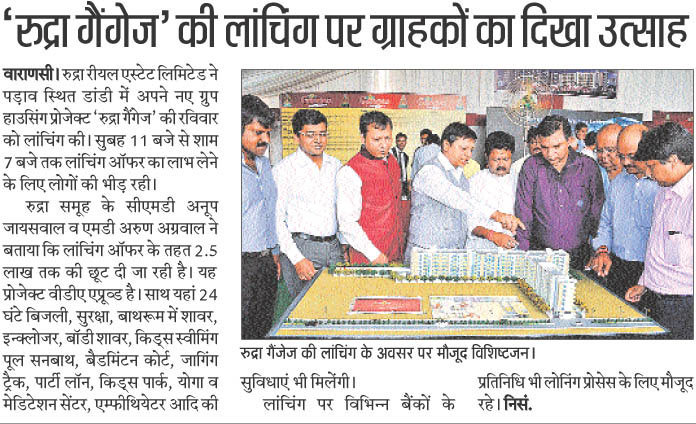 ‘रुद्रा गैंगेज’ की लांचिंग पर ग्राहकों का दिखा उत्साह
वाराणसी। रुद्रा रीयल एस्टेट लिमिटेड ने
पड़ाव स्थित डांडी में अपने नए ग्रुप
हाउसिंग प्रोजेक्ट ‘रुद्रा गैंगेज’ की रविवार
को लांचिंग की। सुबह 11 बजे से शाम
7 बजे तक लांचिंग ऑफर का लाभ लेने
के लिए लोगों की भीड़ रही।
रुद्रा समूह के सीएमडी अनूप
जायसवाल व एमडी अरुण अग्रवाल ने
बताया कि लांचिंग ऑफर के तहत 2.5
लाख तक की छूट दी जा रही है। यह
प्रोजेक्ट वीडीए एप्रूव्ड है। साथ यहां 24
घंटे बिजली, सुरक्षा, बाथरूम में शावर,
इन्क्लोजर, बॉडी शावर, किड्स स्वीमिंग
पूल सनबाथ, बैडमिंटन कोर्ट, जागिंग
ट्रैक, पार्टी लॉन, किड्स पार्क, योगा व
मेडिटेशन सेंटर, एम्फीथियेटर आदि की
रुद्रा गैंजेज की लांचिंग के अवसर पर मौजूद विशिष्टजन।
सुविधाएं भी मिलेंगी।
लांचिंग पर विभिन्न बैंकों के
प्रतिनिधि भी लोनिंग प्रोसेस के लिए मौजूद
रहे। निसं.